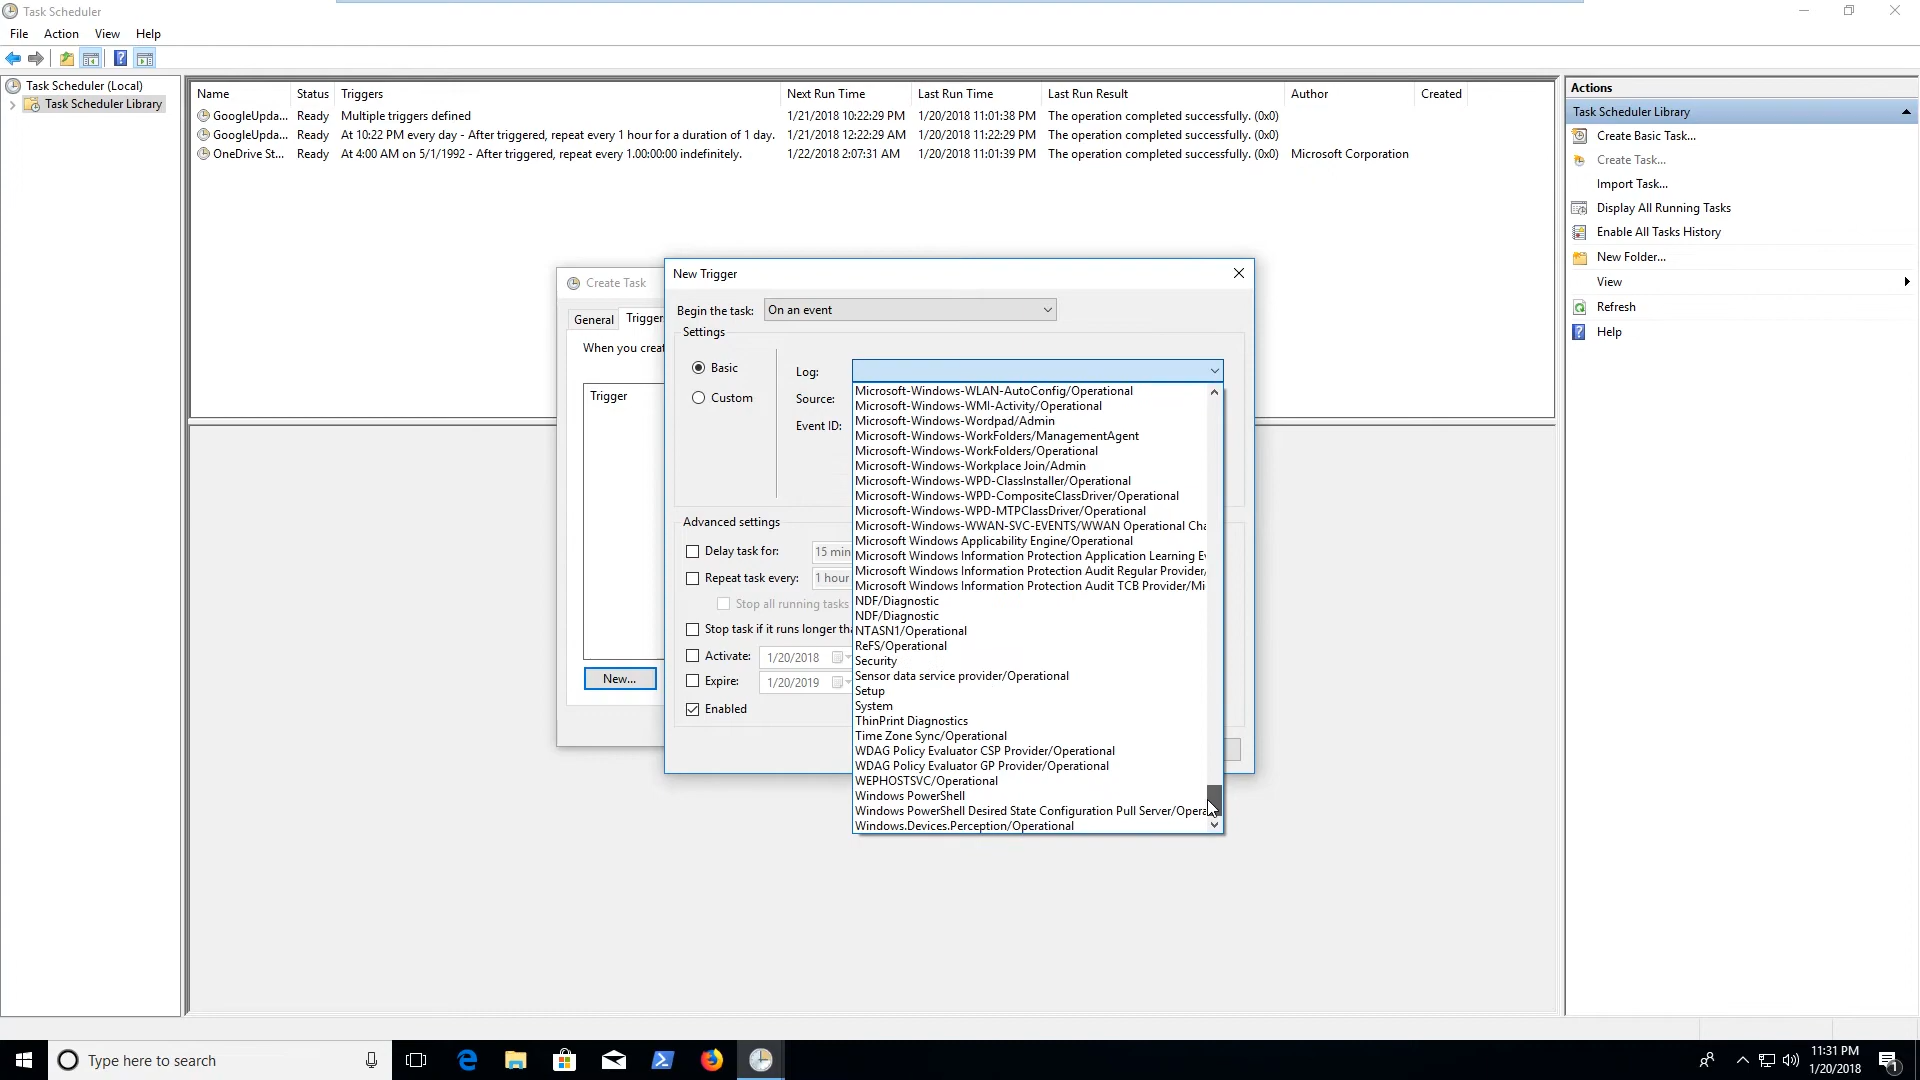 Task Scheduler
File Action View Help
Task Scheduler (Local)
Task Scheduler Library
Name Status Triggers Next Run Time Last Run Time Last Run Result Author Created
GoogleUpda... Ready Multiple triggers defined 1/21/2018 10:22:29 PM 1/20/2018 11:01:38 PM The operation completed successfully. (0x0)
GoogleUpda... Ready At 10:22 PM every day - After triggered, repeat every 1 hour for a duration of 1 day. 1/21/2018 12:22:29 AM 1/20/2018 11:22:29 PM The operation completed successfully. (0x0)
OneDrive St... Ready At 4:00 AM on 5/1/1992 - After triggered, repeat every 1.00:00:00 indefinitely. 1/22/2018 2:07:31 AM 1/20/2018 11:01:39 PM The operation completed successfully. (0x0) Microsoft Corporation
Actions
Task Scheduler Library
Create Basic Task...
Create Task...
Import Task...
Display All Running Tasks
Enable All Tasks History
New Folder...
View
Refresh
Help
Create Task
General Trigger
When you creat
Trigger
New...
New Trigger
Begin the task: On an event
Settings
Basic
Custom
Log:
Source:
Event ID:
Microsoft-Windows-WLAN-AutoConfig/Operational
Microsoft-Windows-WMI-Activity/Operational
Microsoft-Windows-Wordpad/Admin
Microsoft-Windows-WorkFolders/ManagementAgent
Microsoft-Windows-WorkFolders/Operational
Microsoft-Windows-Workplace Join/Admin
Microsoft-Windows-WPD-ClassInstaller/Operational
Microsoft-Windows-WPD-CompositeClassDriver/Operational
Microsoft-Windows-WPD-MTPClassDriver/Operational
Microsoft-Windows-WWAN-SVC-EVENTS/WWAN Operational Cha
Microsoft Windows Applicability Engine/Operational
Microsoft Windows Information Protection Application Learning Ev
Microsoft Windows Information Protection Audit Regular Provider/
Microsoft Windows Information Protection Audit TCB Provider/Mi
NDF/Diagnostic
NDF/Diagnostic
NTASN1/Operational
ReFS/Operational
Security
Sensor data service provider/Operational
Setup
System
ThinPrint Diagnostics
Time Zone Sync/Operational
WDAG Policy Evaluator CSP Provider/Operational
WDAG Policy Evaluator GP Provider/Operational
WEPHOSTSVC/Operational
Windows PowerShell
Windows PowerShell Desired State Configuration Pull Server/Opera
Windows.Devices.Perception/Operational
Advanced settings
Delay task for: 15 min
Repeat task every: 1 hour
Stop all running tasks
Stop task if it runs longer tha
Activate: 1/20/2018
Expire: 1/20/2019
Enabled
Type here to search
11:31 PM
1/20/2018
1